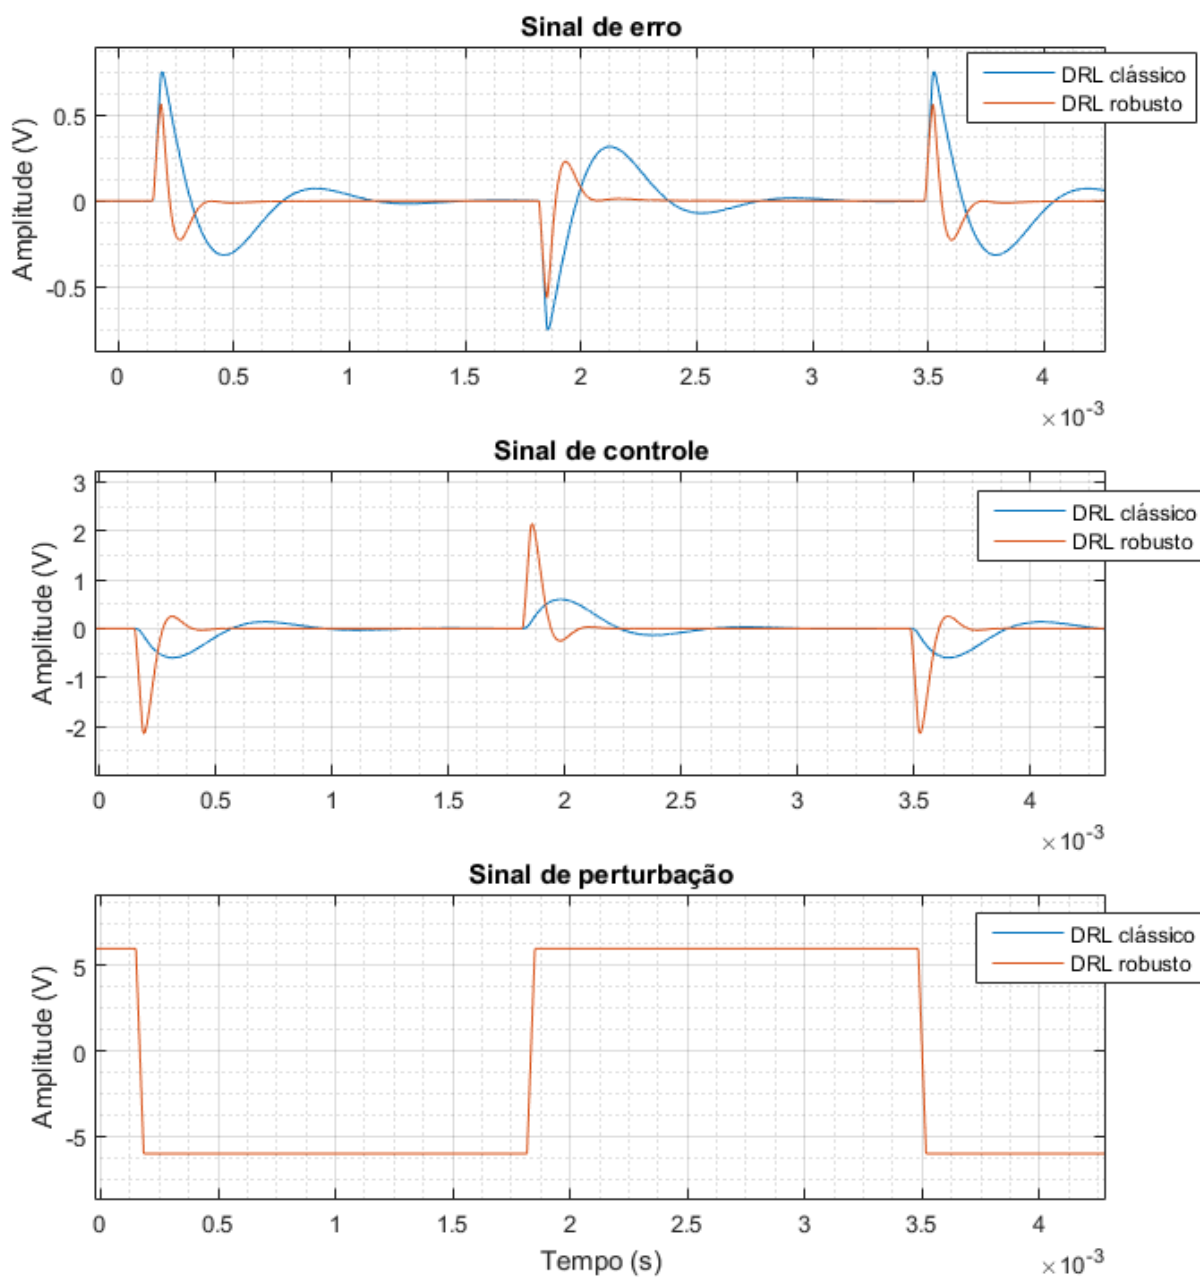 Sinal de erro
DRL clássico
DRL robusto
Amplitude (V)
0.5
0
-0.5
0 0.5 1 1.5 2 2.5 3 3.5 4
×10-3
Sinal de controle
DRL clássico
DRL robusto
Amplitude (V)
3
2
1
0
-1
-2
0 0.5 1 1.5 2 2.5 3 3.5 4
×10-3
Sinal de perturbação
DRL clássico
DRL robusto
Amplitude (V)
5
0
-5
0 0.5 1 1.5 2 2.5 3 3.5 4
Tempo (s)
×10-3